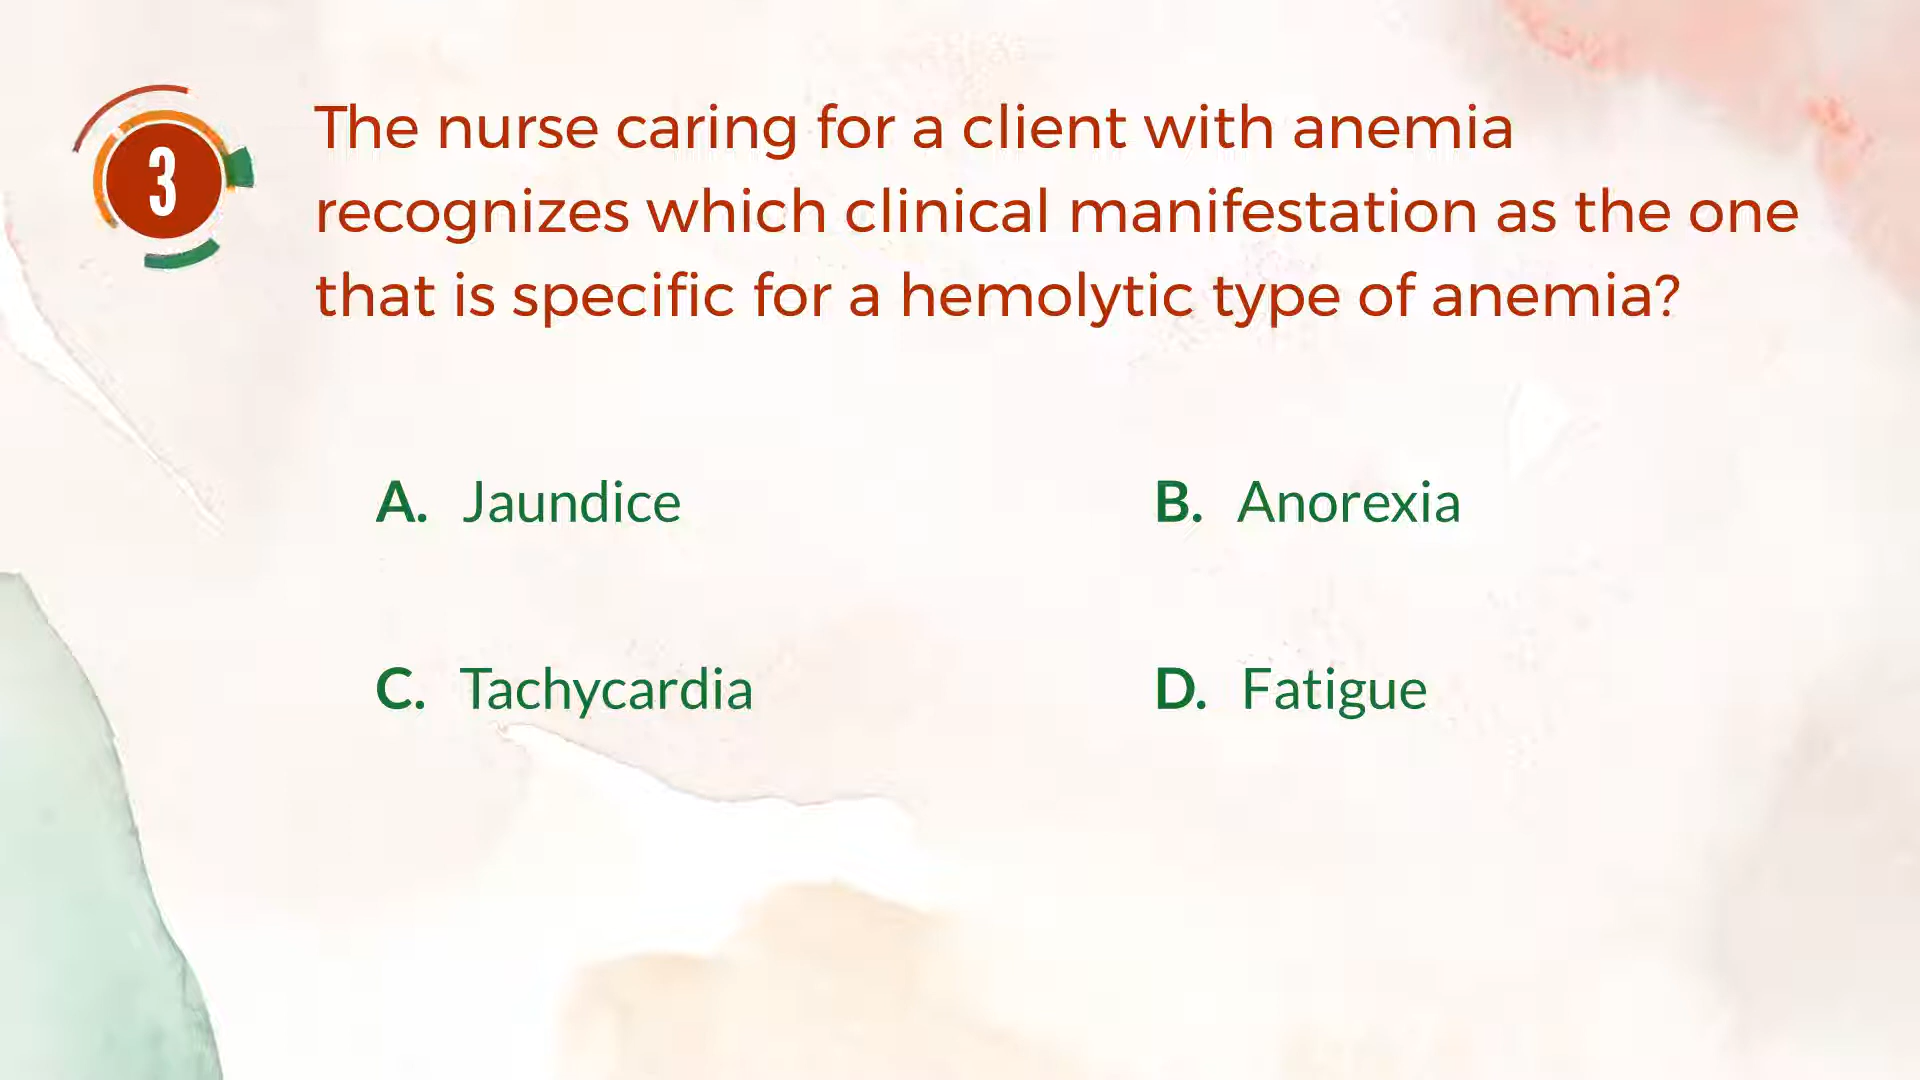 3
The nurse caring for a client with anemia
recognizes which clinical manifestation as the one
that is specific for a hemolytic type of anemia?
A. Jaundice
B. Anorexia
C. Tachycardia
D. Fatigue